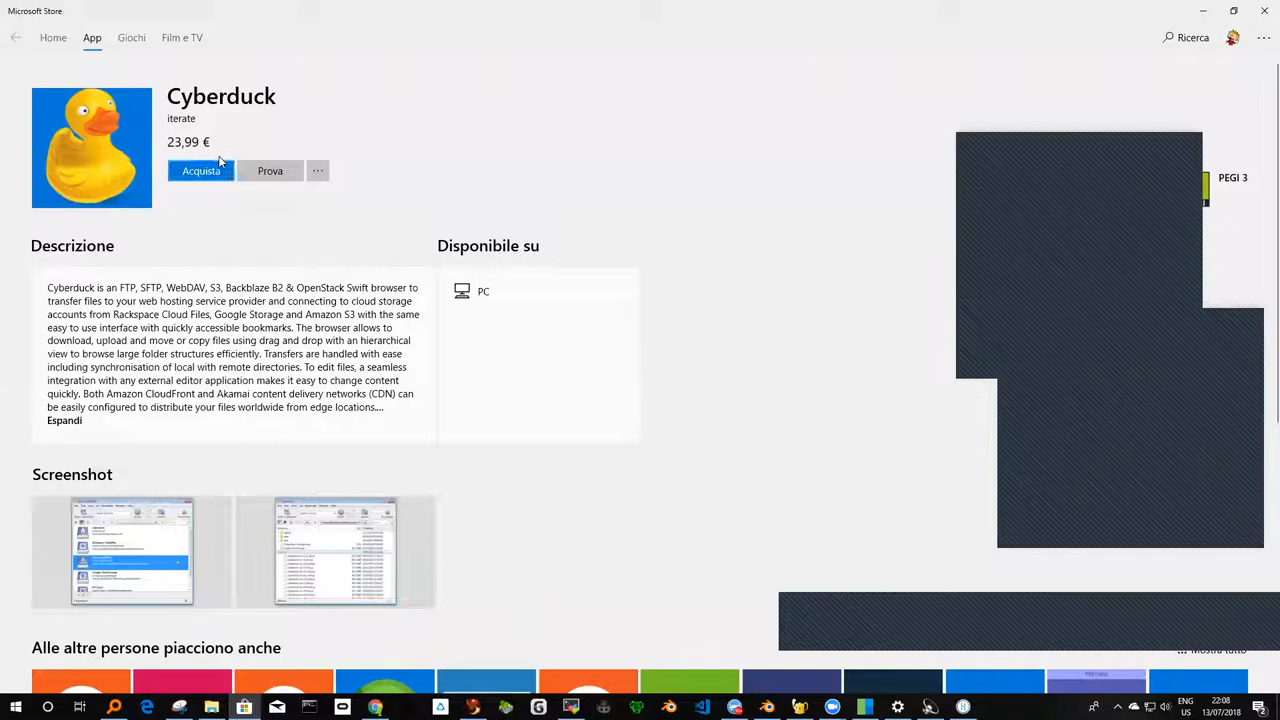 Microsoft Store
Home App Giochi Film e TV Ricerca
Cyberduck
iterate
23,99 €
Acquista Prova
PEGI 3
Descrizione
Disponibile su
Cyberduck is an FTP, SFTP, WebDAV, S3, Backblaze B2 & OpenStack Swift browser to
transfer files to your web hosting service provider and connecting to cloud storage
accounts from Rackspace Cloud Files, Google Storage and Amazon S3 with the same
easy to use interface with quickly accessible bookmarks. The browser allows to
download, upload and move or copy files using drag and drop with an hierarchical
view to browse large folder structures efficiently. Transfers are handled with ease
including synchronisation of local with remote directories. To edit files, a seamless
integration with any external editor application makes it easy to change content
quickly. Both Amazon CloudFront and Akamai content delivery networks (CDN) can
be easily configured to distribute your files worldwide from edge locations....
Espandi
PC
Screenshot
Alle altre persone piacciono anche
Mostra tutto
ENG
US
22:08
13/07/2018
2